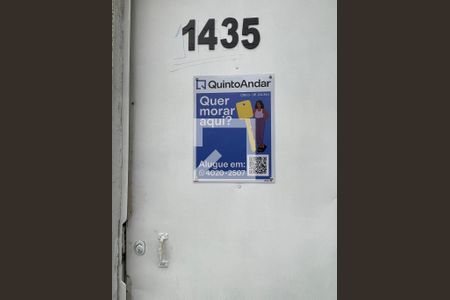 1435
QuintoAndar
Quer
morar
aqui?
Alugue em:
4020-2507